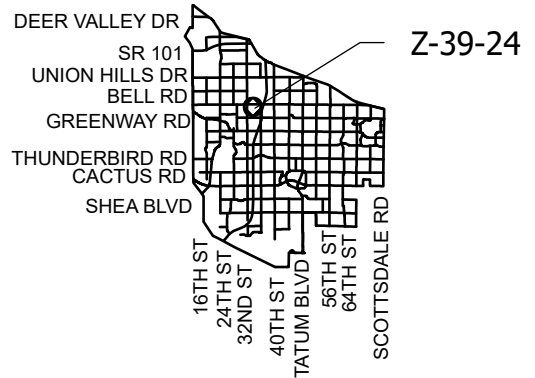 DEER VALLEY DR
Z-39-24
SR 101
UNION HILLS DR
BELL RD
GREENWAY RD
THUNDERBIRD RD
CACTUS RD
SHEA BLVD
16TH ST
24TH ST
32ND ST
40TH ST
TATUM BLVD
56TH ST
64TH ST
SCOTTSDALE RD